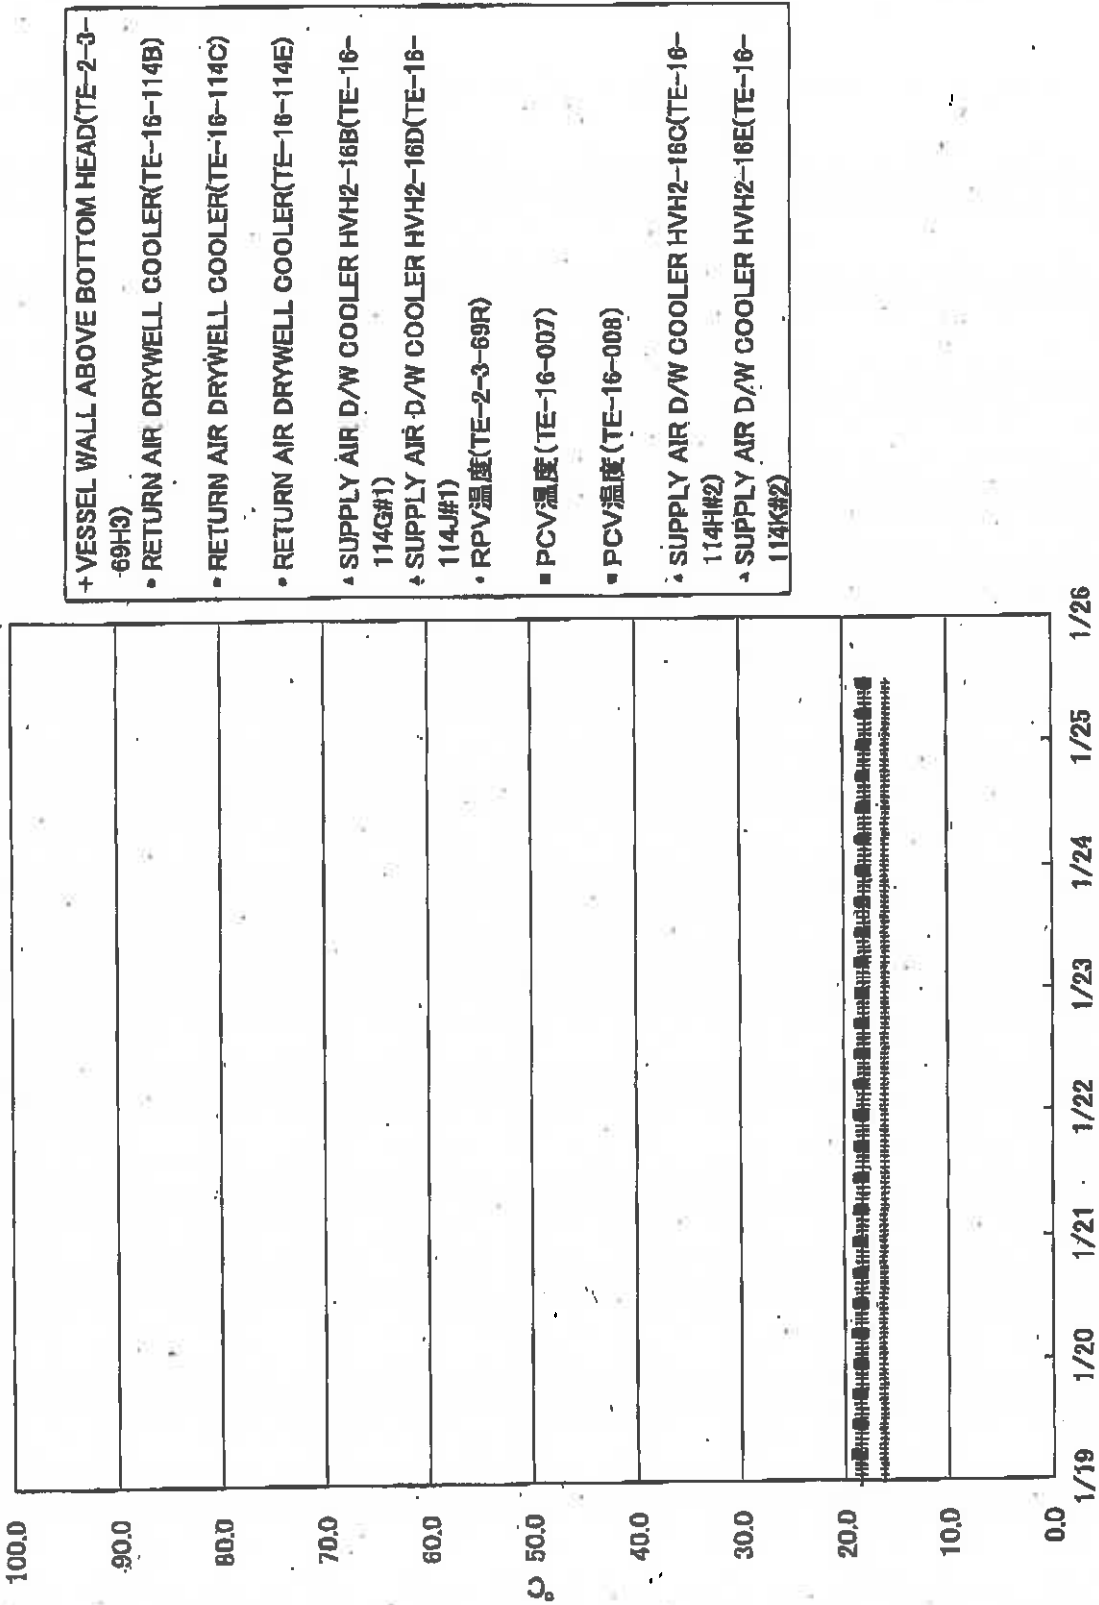 + VESSEL WALL ABOVE BOTTOM HEAD(TE-2-3-
69H3)
• RETURN AIR DRYWELL COOLER(TE-16-114B)
• RETURN AIR DRYWELL COOLER(TE-16-114C)
• RETURN AIR DRYWELL COOLER(TE-16-114E)
▲ SUPPLY AIR D/W COOLER HVH2-16B(TE-16-
114G#1)
▲ SUPPLY AIR D/W COOLER HVH2-16D(TE-16-
114J#1)
• RPV温度(TE-2-3-69R)
■ PCV温度(TE-16-007)
■ PCV温度(TE-16-008)
▲ SUPPLY AIR D/W COOLER HVH2-16C(TE-16-
114H#2)
▲ SUPPLY AIR D/W COOLER HVH2-16E(TE-16-
114K#2)
100.0
90.0
80.0
70.0
60.0
℃ 50.0
40.0
30.0
20.0
10.0
0.0
1/19 1/20 1/21 1/22 1/23 1/24 1/25 1/26